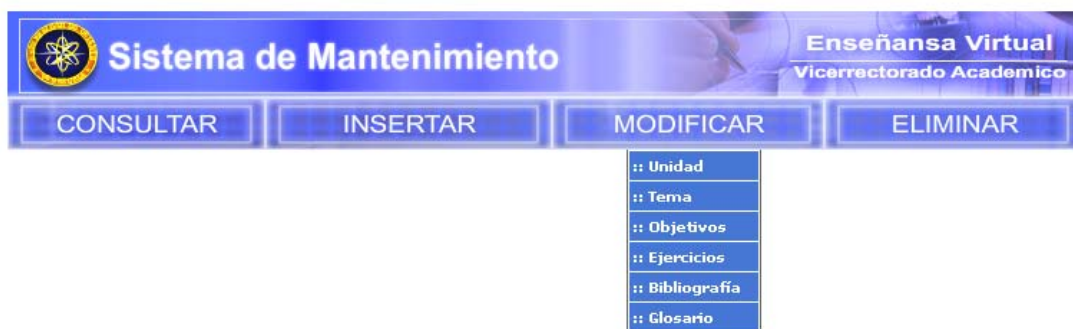 Sistema de Mantenimiento
Enseñansa Virtual
Vicerrectorado Academico
CONSULTAR INSERTAR MODIFICAR ELIMINAR
:: Unidad
:: Tema
:: Objetivos
:: Ejercicios
:: Bibliografía
:: Glosario